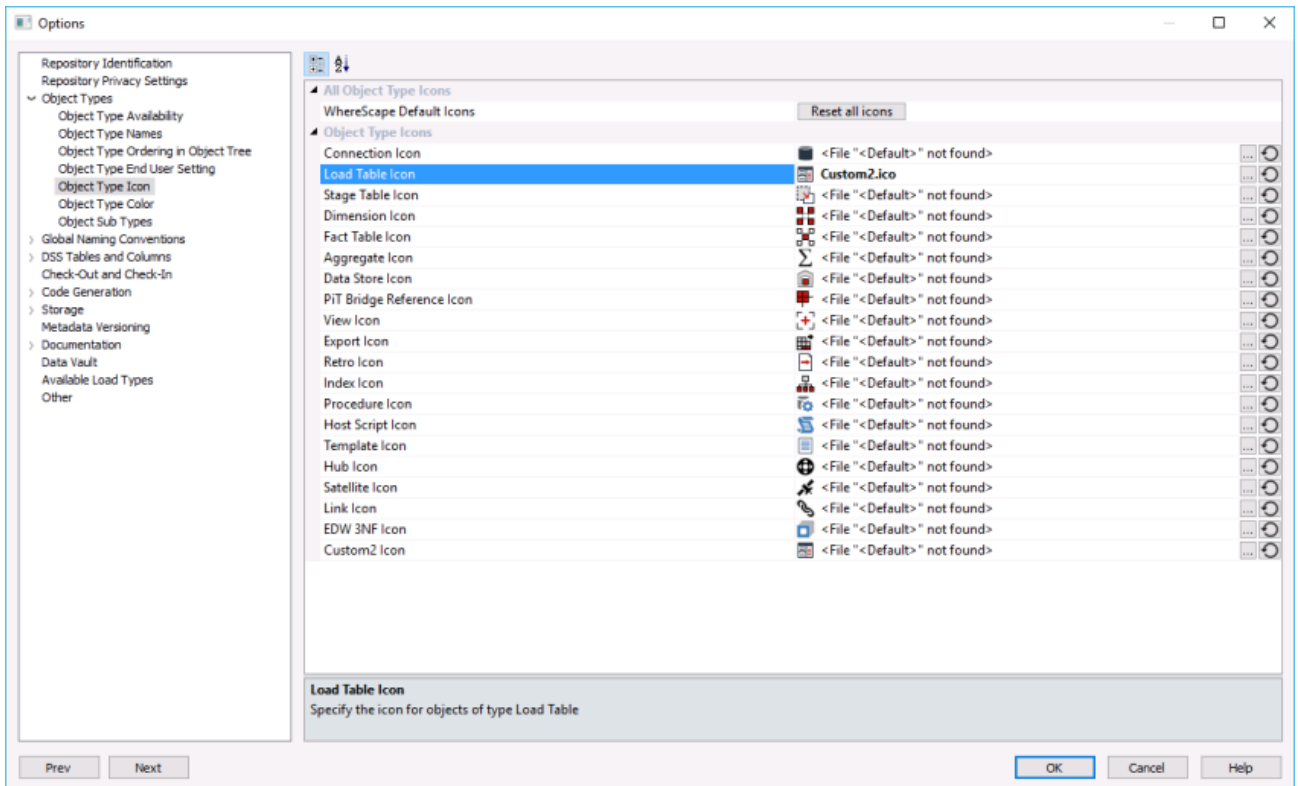 Options
Repository Identification
Repository Privacy Settings
Object Types
Object Type Availability
Object Type Names
Object Type Ordering in Object Tree
Object Type End User Setting
Object Type Icon
Object Type Color
Object Sub Types
Global Naming Conventions
DSS Tables and Columns
Check-Out and Check-In
Code Generation
Storage
Metadata Versioning
Documentation
Data Vault
Available Load Types
Other
All Object Type Icons
WhereScape Default Icons Reset all icons
Object Type Icons
Connection Icon <File "<Default>" not found> ...
Load Table Icon Custom2.ico ...
Stage Table Icon <File "<Default>" not found> ...
Dimension Icon <File "<Default>" not found> ...
Fact Table Icon <File "<Default>" not found> ...
Aggregate Icon <File "<Default>" not found> ...
Data Store Icon <File "<Default>" not found> ...
PiT Bridge Reference Icon <File "<Default>" not found> ...
View Icon <File "<Default>" not found> ...
Export Icon <File "<Default>" not found> ...
Retro Icon <File "<Default>" not found> ...
Index Icon <File "<Default>" not found> ...
Procedure Icon <File "<Default>" not found> ...
Host Script Icon <File "<Default>" not found> ...
Template Icon <File "<Default>" not found> ...
Hub Icon <File "<Default>" not found> ...
Satellite Icon <File "<Default>" not found> ...
Link Icon <File "<Default>" not found> ...
EDW 3NF Icon <File "<Default>" not found> ...
Custom2 Icon <File "<Default>" not found> ...
Load Table Icon
Specify the icon for objects of type Load Table
Prev Next OK Cancel Help